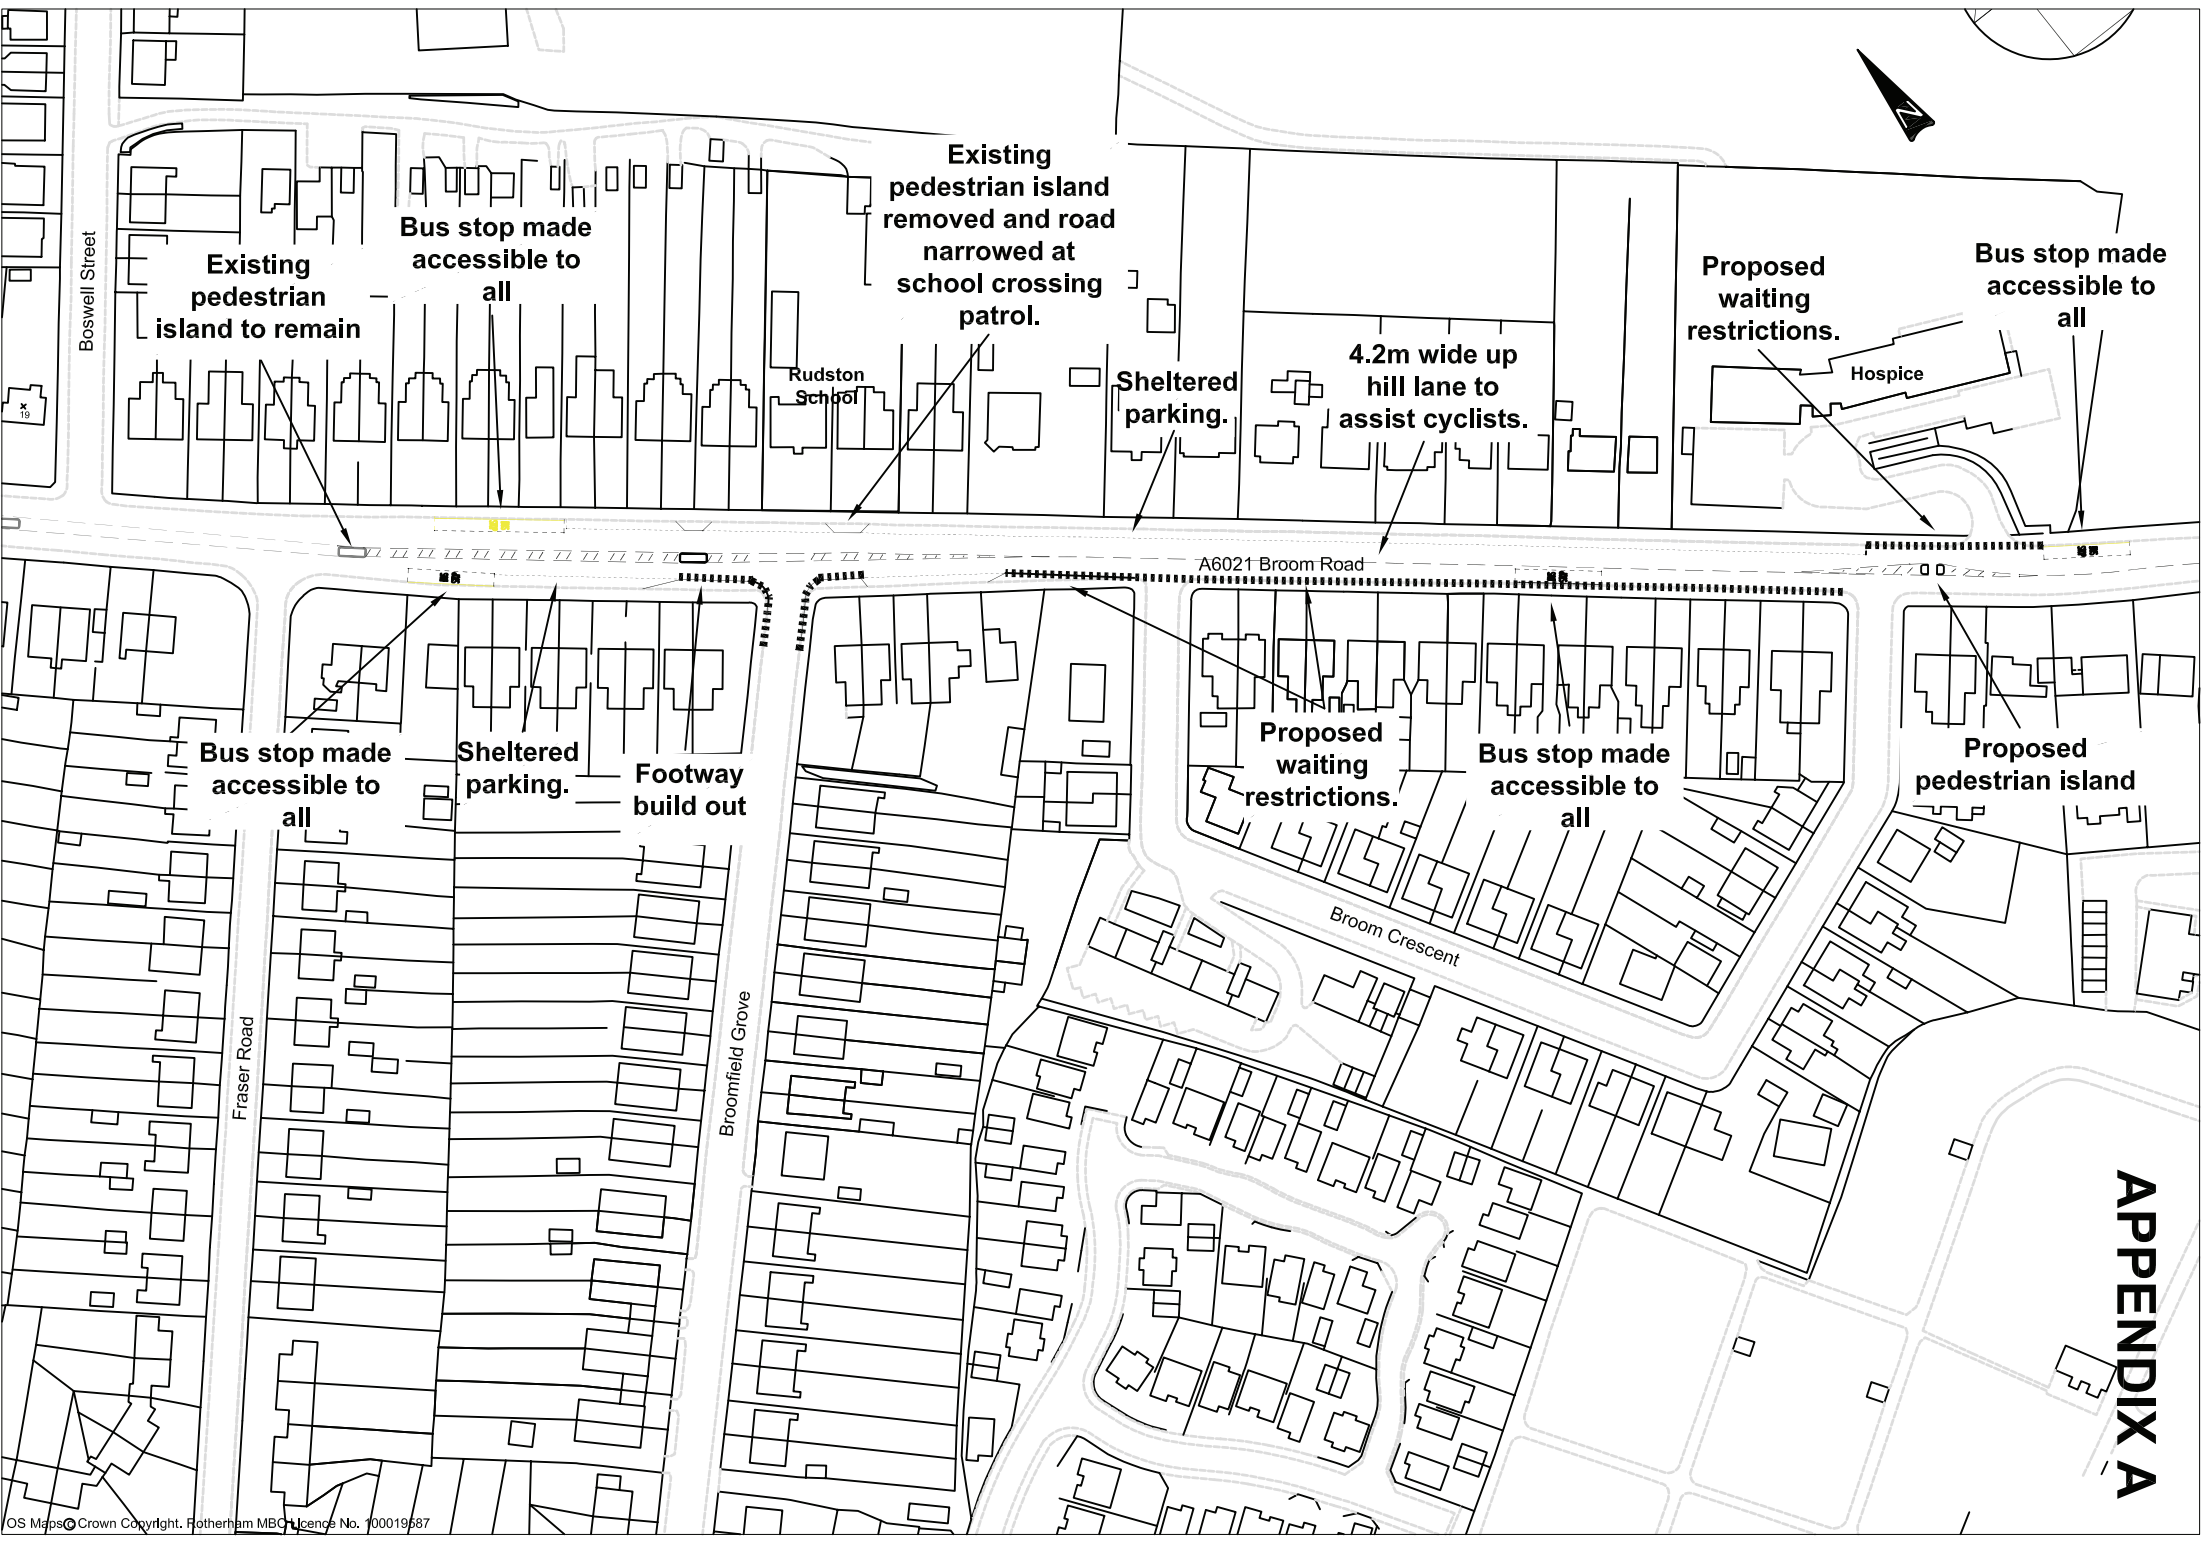 Existing
pedestrian island
removed and road
narrowed at
school crossing
patrol.
Bus stop made
accessible to
all
Existing
pedestrian
island to remain
Boswell Street
Proposed
waiting
restrictions.
Bus stop made
accessible to
all
N
4.2m wide up
hill lane to
assist cyclists.
Sheltered
parking.
Rudston
School
Hospice
19
A6021 Broom Road
Bus stop made
accessible to
all
Sheltered
parking.
Footway
build out
Proposed
waiting
restrictions.
Bus stop made
accessible to
all
Proposed
pedestrian island
Broom Crescent
Fraser Road
Broomfield Grove
APPENDIX A
OS Maps © Crown Copyright. Rotherham MBC Licence No. 100019587